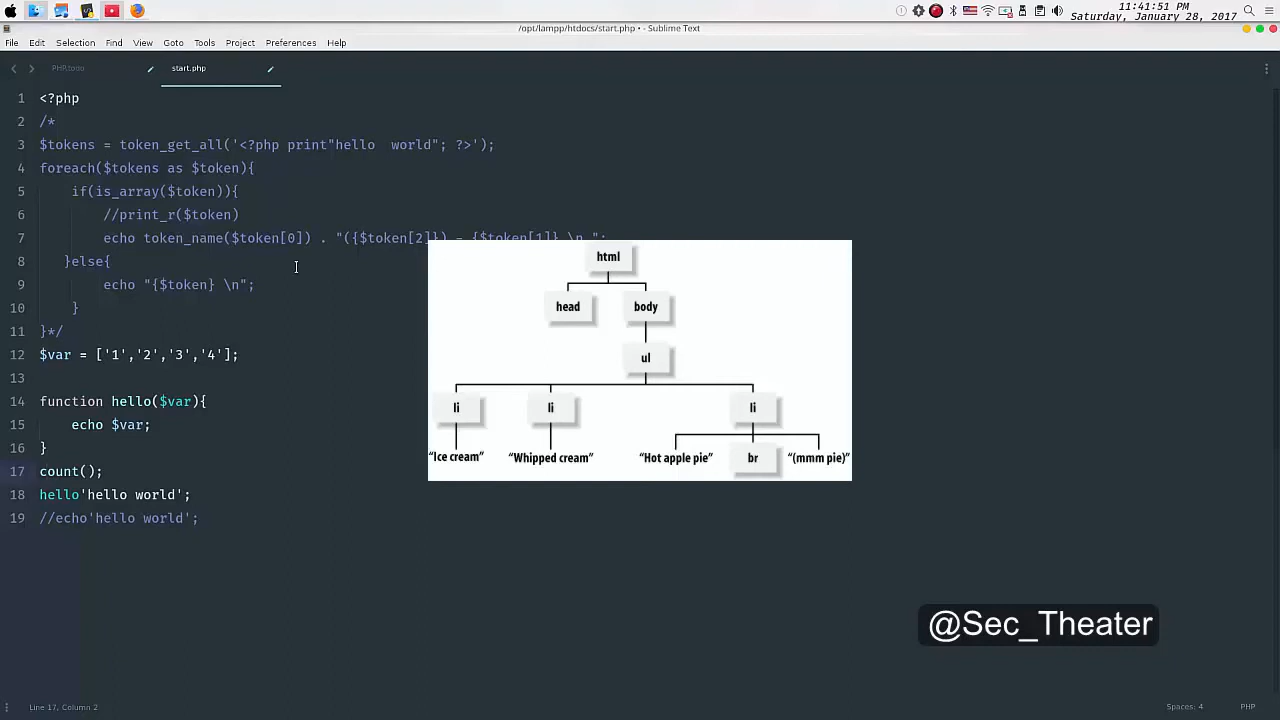 11:41:51 PM
Saturday, January 28, 2017
/opt/lampp/htdocs/start.php • - Sublime Text
File Edit Selection Find View Goto Tools Project Preferences Help
PHP.todo start.php
1 <?php
2 /*
3 $tokens = token_get_all('<?php print"hello  world"; ?>');
4 foreach($tokens as $token){
5     if(is_array($token)){
6         //print_r($token)
7         echo token_name($token[0]) . "({$token[2]}) - {$token[1]} \n ";
8    }else{
9         echo "{$token} \n";
10     }
11 }*/
12 $var = ['1','2','3','4'];
13
14 function hello($var){
15     echo $var;
16 }
17 count();
18 hello'hello world';
19 //echo'hello world';
html
head body
ul
li li li
“Ice cream” “Whipped cream” “Hot apple pie” br “(mmm pie)”
@Sec_Theater
Line 17, Column 2 Spaces: 4 PHP